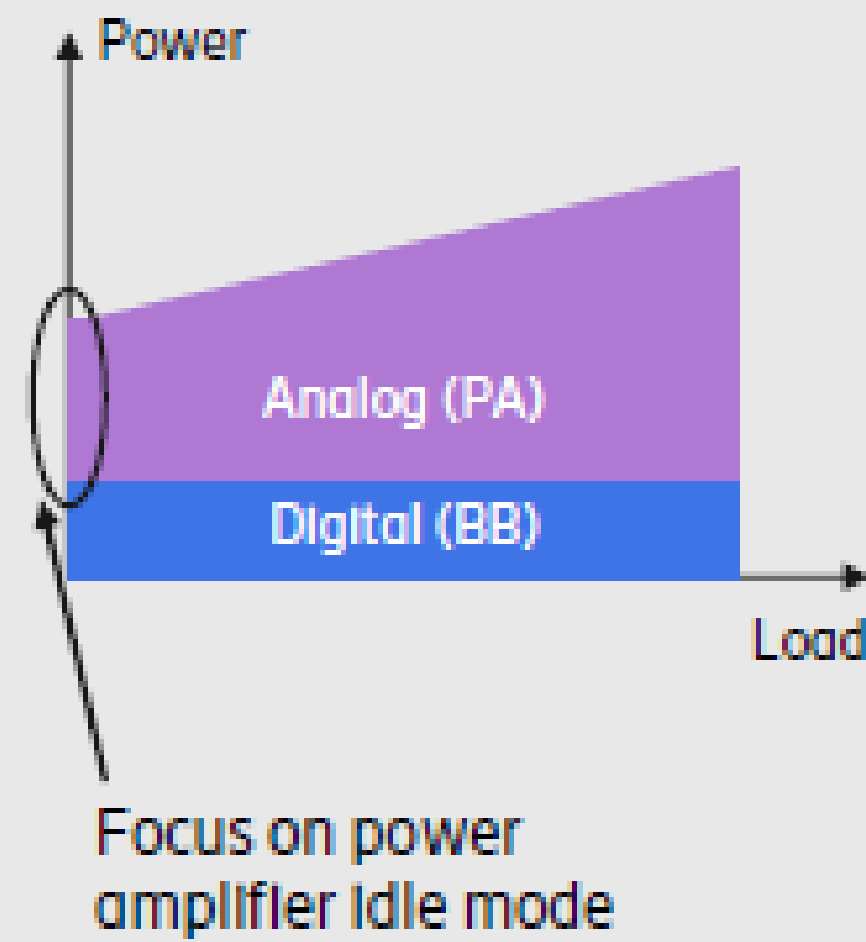 Power
Analog (PA)
Digital (BB)
Load
Focus on power
amplifier idle mode